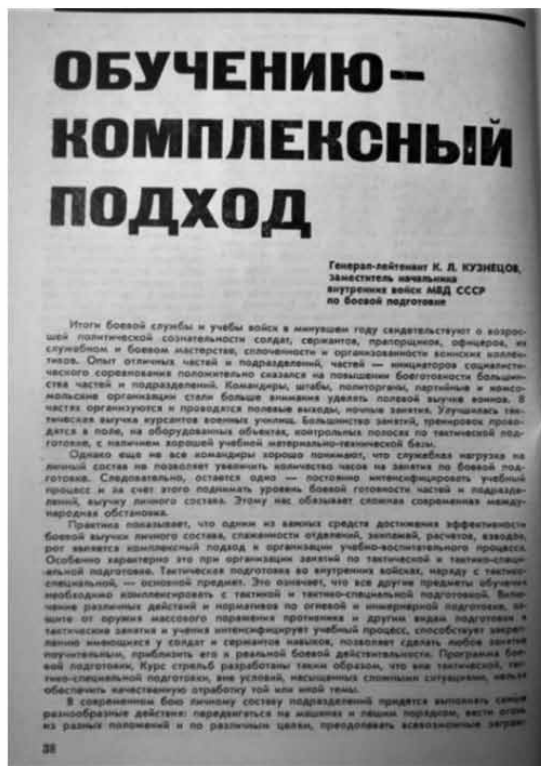 ОБУЧЕНИЮ—
КОМПЛЕКСНЫЙ
ПОДХОД
Генерал-лейтенант К. Л. КУЗНЕЦОВ,
заместитель начальника
внутренних войск МВД СССР
по боевой подготовке
Итоги боевой службы и учебы войск в минувшем году свидетельствуют о возрос-
шей политической сознательности солдат, сержантов, прапорщиков, офицеров, их
служебном и боевом мастерстве, сплоченности и организованности воинских коллек-
тивов. Опыт отличных частей и подразделений, частей — инициаторов социалисти-
ческого соревнования положительно сказался на повышении боеготовности большин-
ства частей и подразделений. Командиры, штабы, политорганы, партийные и комсо-
мольские организации стали больше внимания уделять полевой выучке воинов. В
частях организуются и проводятся полевые выходы, ночные занятия. Улучшилась так-
тическая выучка курсантов военных училищ. Большинство занятий, тренировок прово-
дятся в поле, на оборудованных объектах, контрольных полосах по тактической под-
готовке, с наличием хорошей учебной материально-технической базы.
Однако еще не все командиры хорошо понимают, что служебная нагрузка на
личный состав не позволяет увеличить количество часов на занятия по боевой под-
готовке. Следовательно, остается одно — постоянно интенсифицировать учебный
процесс и за счет этого поднимать уровень боевой готовности частей и подразде-
лений, выучку личного состава. Этому нас обязывает сложная современная между-
народная обстановка.
Практика показывает, что одним из важных средств достижения эффективности
боевой выучки личного состава, слаженности отделений, экипажей, расчетов, взводов,
рот является комплексный подход к организации учебно-воспитательного процесса.
Особенно характерно это при организации занятий по тактической и тактико-специ-
альной подготовке. Тактическая подготовка во внутренних войсках, наряду с тактико-
специальной, — основной предмет. Это означает, что все другие предметы обучения
необходимо комплексировать с тактикой и тактико-специальной подготовкой. Вклю-
чение различных действий и нормативов по огневой и инженерной подготовке, за-
щите от оружия массового поражения противника и другим видам подготовки в
тактические занятия и учения интенсифицирует учебный процесс, способствует закреп-
лению имеющихся у солдат и сержантов навыков, позволяет сделать любое занятие
поучительным, приблизить его к реальной боевой действительности. Программа бое-
вой подготовки, Курс стрельб разработаны таким образом, что вне тактической, так-
тико-специальной подготовки, вне условий, насыщенных сложными ситуациями, нельзя
обеспечить качественную отработку той или иной темы.
В современном бою личному составу подразделений придется выполнять самые
разнообразные действия: передвигаться на машинах и пешим порядком, вести огонь
из разных положений и по различным целям, преодолевать всевозможные заграж-
38